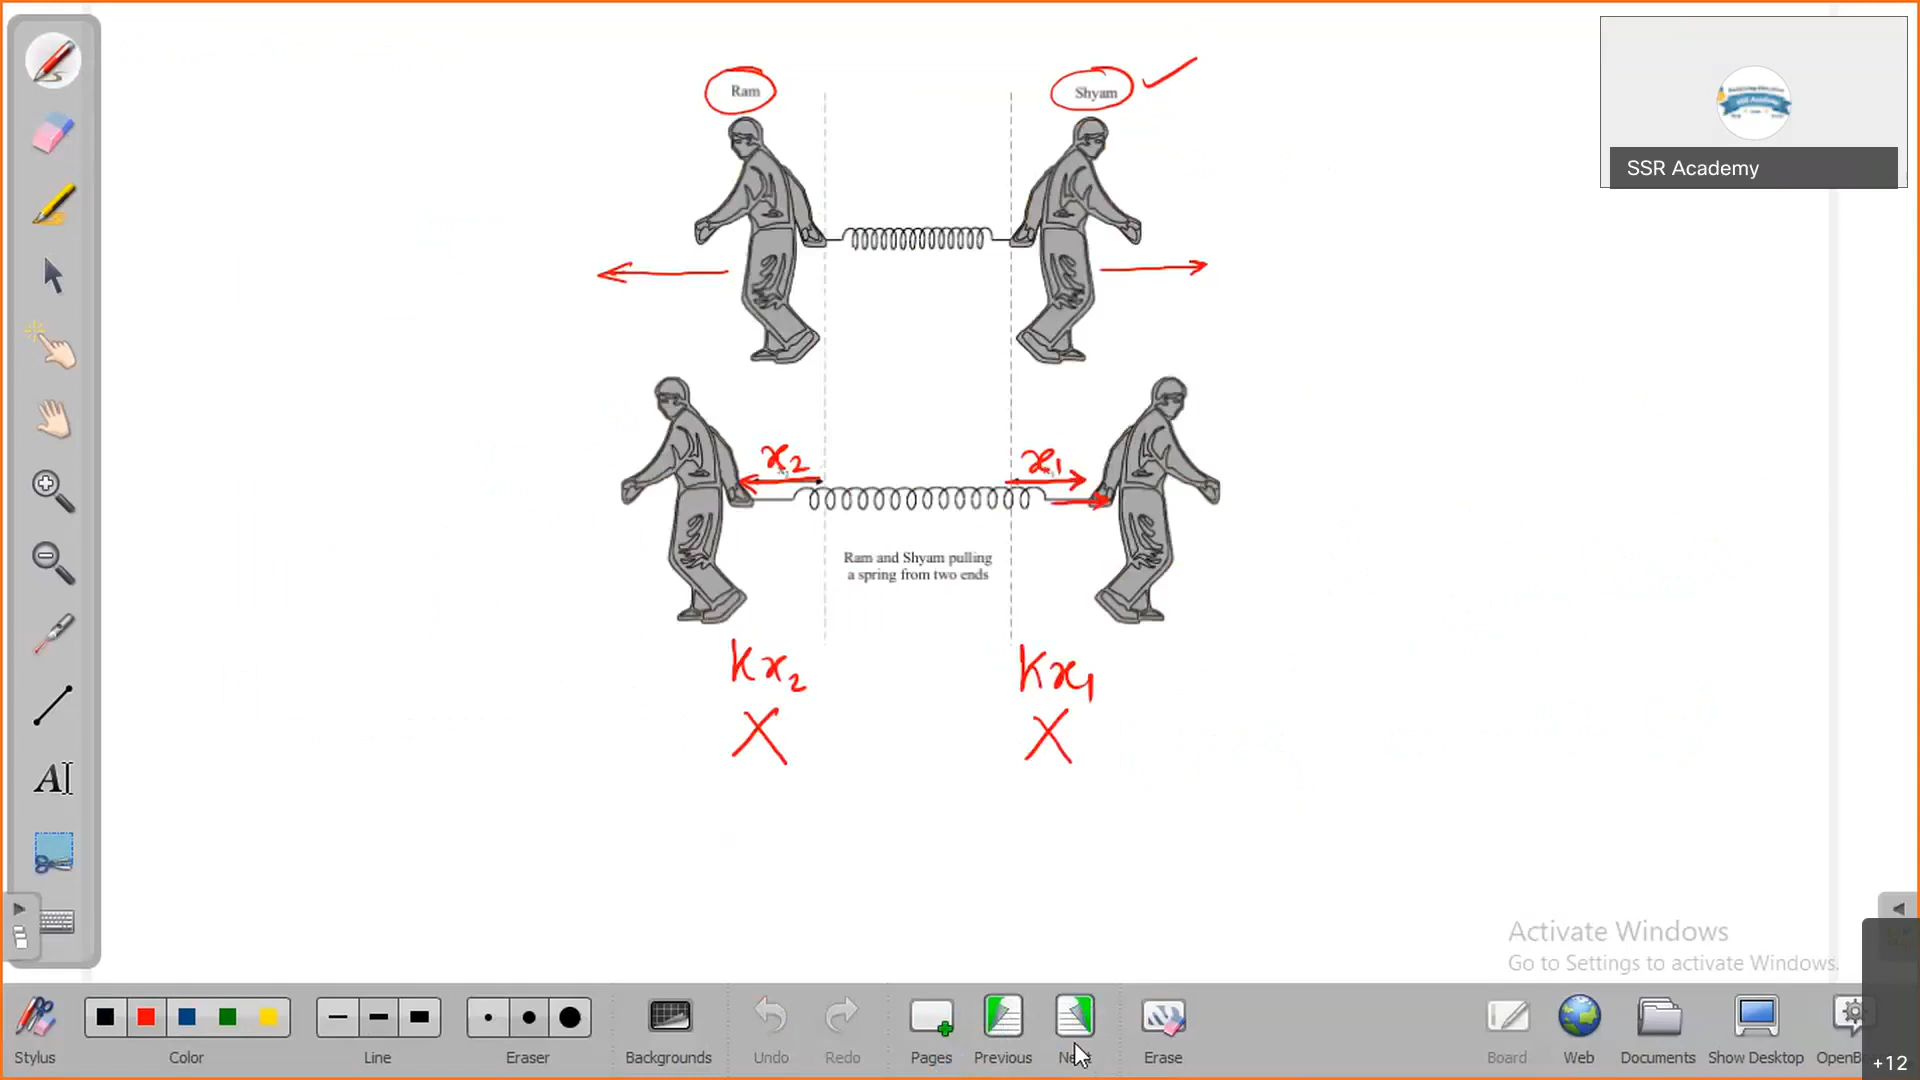 Ram
Shyam
SSR Academy
x2
x1
Ram and Shyam pulling
a spring from two ends
Kx2
Kx1
X
X
Activate Windows
Go to Settings to activate Windows.
Stylus
Color
Line
Eraser
Backgrounds
Undo
Redo
Pages
Previous
Erase
Board
Web
Documents
Show Desktop
+12